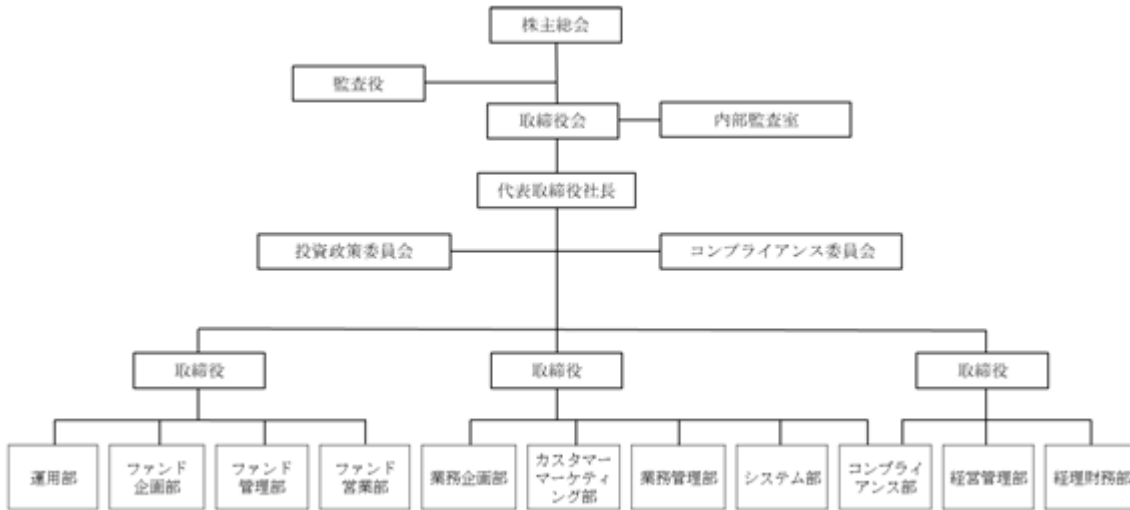 株主総会
監査役
取締役会
内部監査室
代表取締役社長
投資政策委員会
コンプライアンス委員会
取締役
取締役
取締役
運用部
ファンド
企画部
ファンド
管理部
ファンド
営業部
業務企画部
カスタマー
マーケティ
ング部
業務管理部
システム部
コンプライ
アンス部
経営管理部
経理財務部